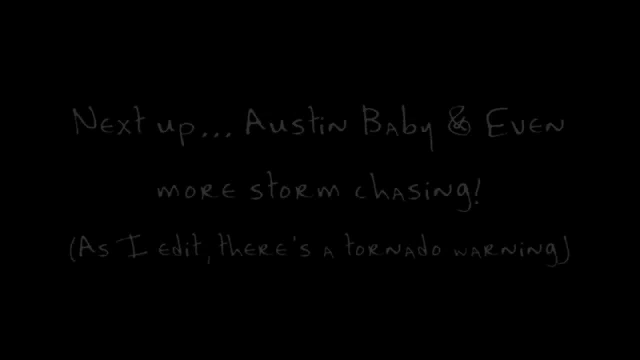 Next up... Austin Baby & Even
more storm chasing!
(As I edit, there's a tornado warning)